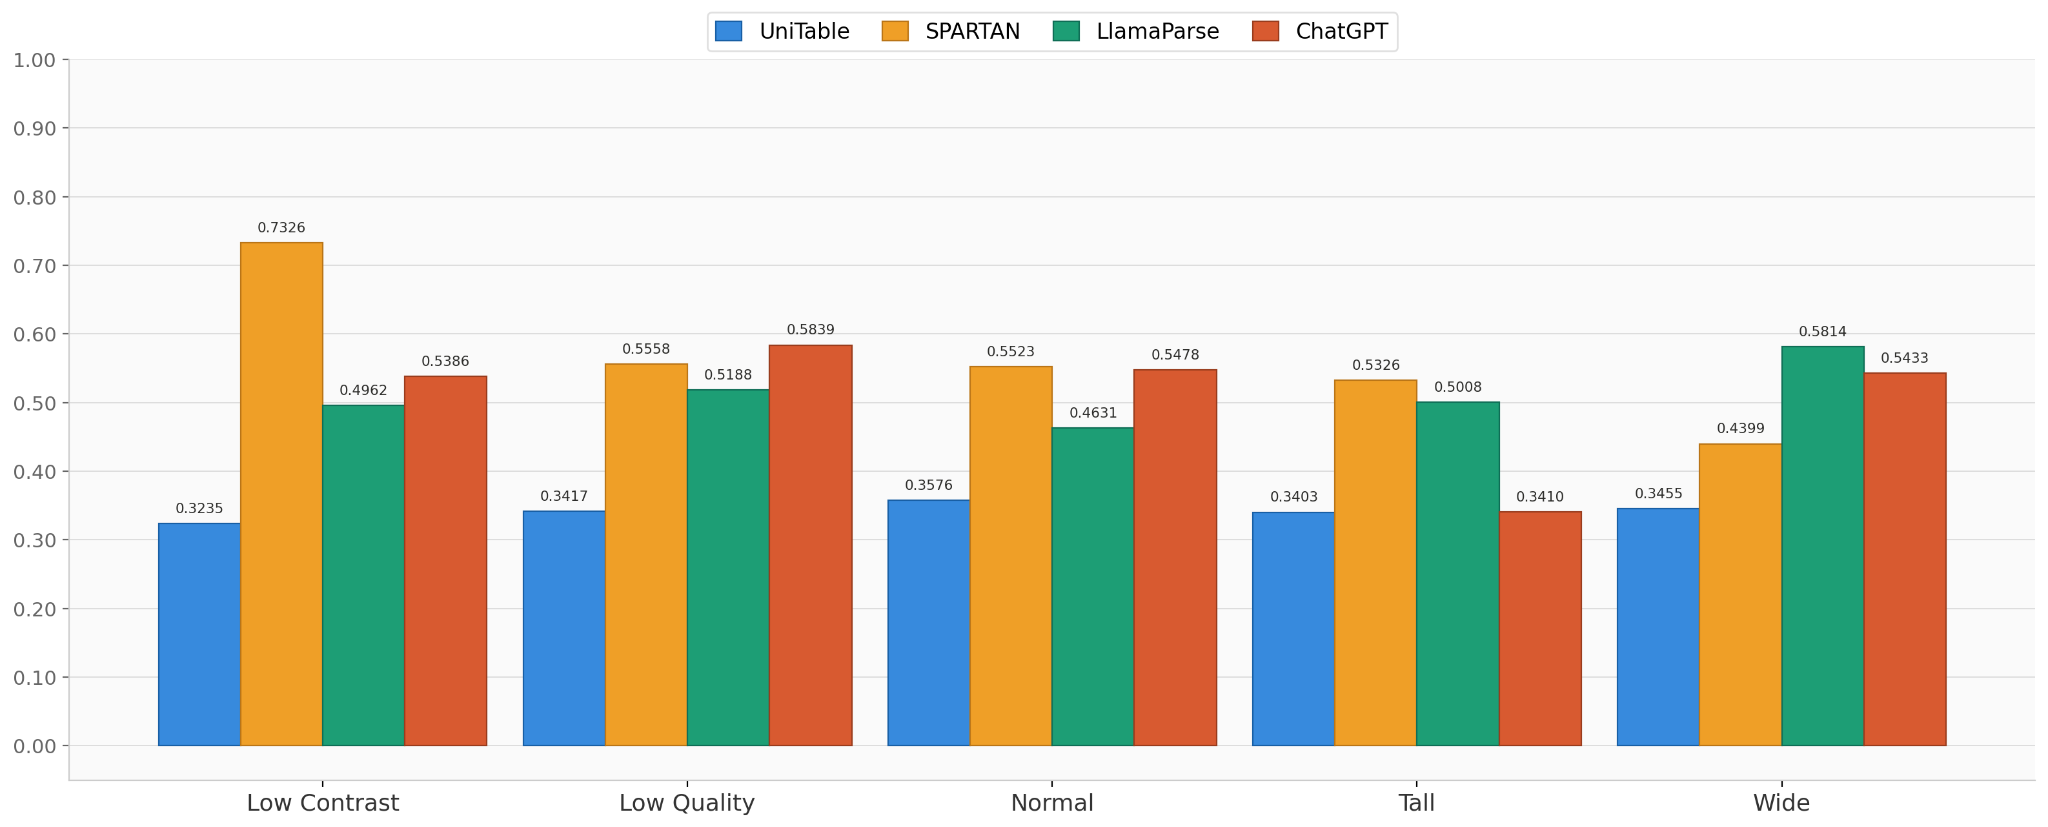 UniTable SPARTAN LlamaParse ChatGPT
1.00
0.90
0.80
0.70
0.60
0.50
0.40
0.30
0.20
0.10
0.00
0.3235 0.7326 0.4962 0.5386
0.3417 0.5558 0.5188 0.5839
0.3576 0.5523 0.4631 0.5478
0.3403 0.5326 0.5008 0.3410
0.3455 0.4399 0.5814 0.5433
Low Contrast Low Quality Normal Tall Wide